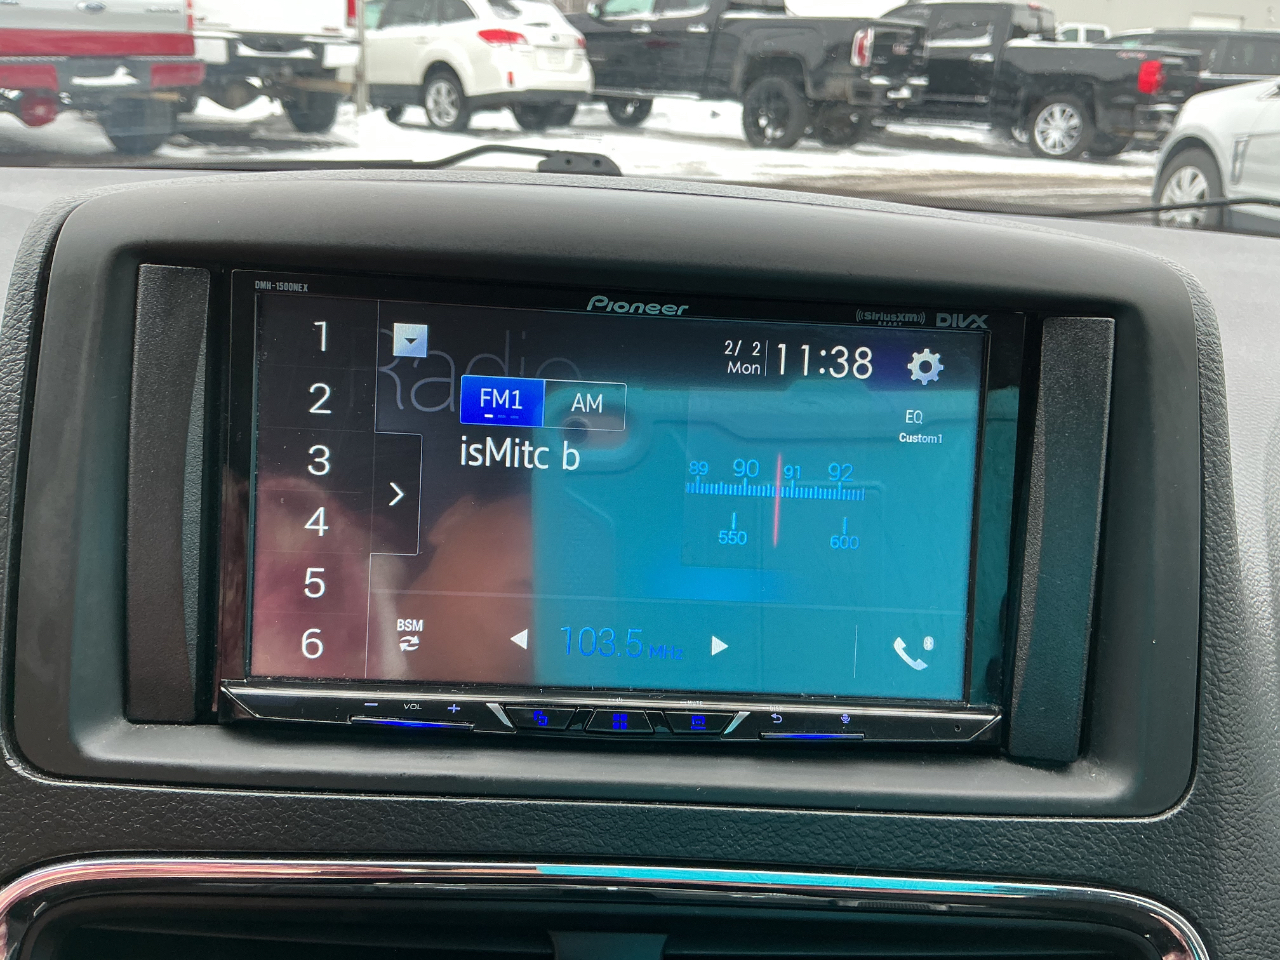 DMH-1500NEX
Pioneer
((SiriusXM))
READY
DIVX
1
2
3
4
5
6
Radio
2/ 2
Mon
11:38
FM1
AM
EQ
Custom1
isMitc b
89 90 91 92
550 600
BSM
103.5 MHz
VOL